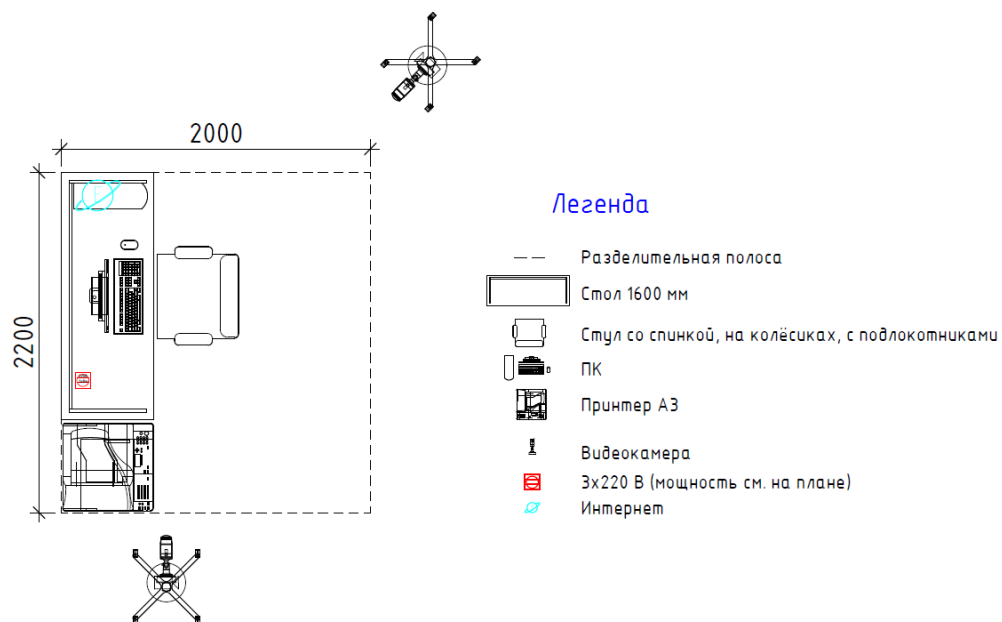 2000
2200
Легенда
Разделительная полоса
Стол 1600 мм
Стул со спинкой, на колёсиках, с подлокотниками
ПК
Принтер А3
Видеокамера
3х220 В (мощность см. на плане)
Интернет